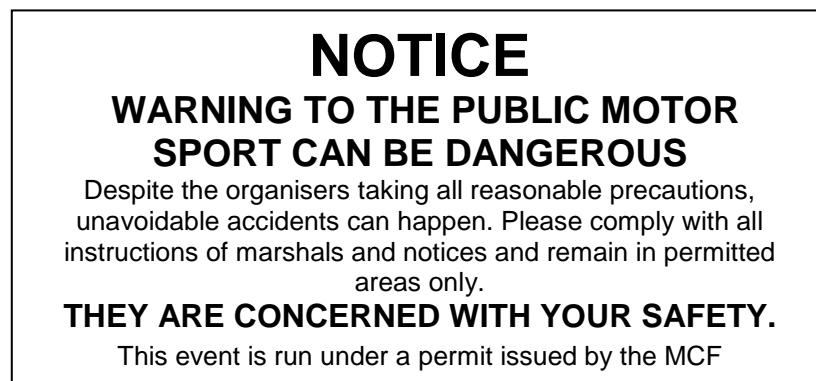 NOTICE
WARNING TO THE PUBLIC MOTOR
SPORT CAN BE DANGEROUS
Despite the organisers taking all reasonable precautions,
unavoidable accidents can happen. Please comply with all
instructions of marshals and notices and remain in permitted
areas only.
THEY ARE CONCERNED WITH YOUR SAFETY.
This event is run under a permit issued by the MCF